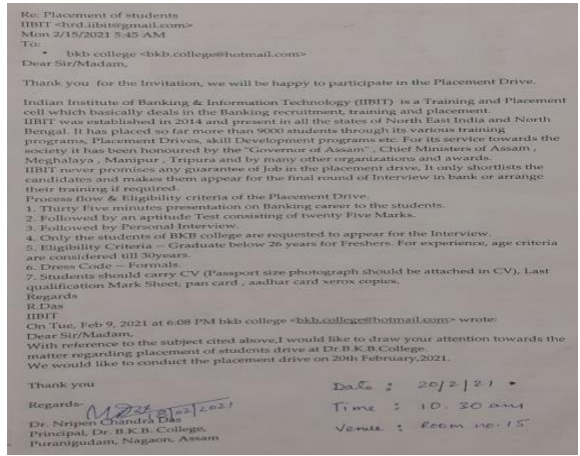 Re: Placement of students
IIBIT <hrd.iibit@gmail.com>
Mon 2/15/2021 5:45 AM
To:
• bkb college <bkb.college@hotmail.com>
Dear Sir/Madam,
Thank you for the Invitation, we will be happy to participate in the Placement Drive.
Indian Institute of Banking & Information Technology (IIBIT) is a Training and Placement
cell which basically deals in the Banking recruitment, training and placement.
IIBIT was established in 2014 and present in all the states of North East India and North
Bengal. It has placed so far more than 9000 students through its various training
programs, Placement Drives, skill Development programs etc. For its service towards the
society it has been honoured by the "Governor of Assam" , Chief Ministers of Assam ,
Meghalaya , Manipur , Tripura and by many other organizations and awards.
IIBIT never promises any guarantee of Job in the placement drive, It only shortlists the
candidates and makes them appear for the final round of Interview in bank or arrange
their training if required.
Process flow & Eligibility criteria of the Placement Drive.
1. Thirty Five minutes presentation on Banking career to the students.
2. Followed by an aptitude Test consisting of twenty Five Marks.
3. Followed by Personal Interview.
4. Only the students of BKB college are requested to appear for the Interview.
5. Eligibility Criteria – Graduate below 26 years for Freshers. For experience, age criteria
are considered till 30years.
6. Dress Code – Formals.
7. Students should carry CV (Passport size photograph should be attached in CV), Last
qualification Mark Sheet, pan card , aadhar card xerox copies.
Regards
R.Das
IIBIT
On Tue, Feb 9, 2021 at 6:08 PM bkb college <bkb.college@hotmail.com> wrote:
Dear Sir/Madam,
With reference to the subject cited above,I would like to draw your attention towards the
matter regarding placement of students drive at Dr.B.K.B.College.
We would like to conduct the placement drive on 20th February,2021.
Thank you
Regards-
Dr. Nripen Chandra Das
Principal, Dr. B.K.B. College,
Puranigudam, Nagaon, Assam
Date : 20/2/21
Time : 10.30 am
Venue : Room no. 15